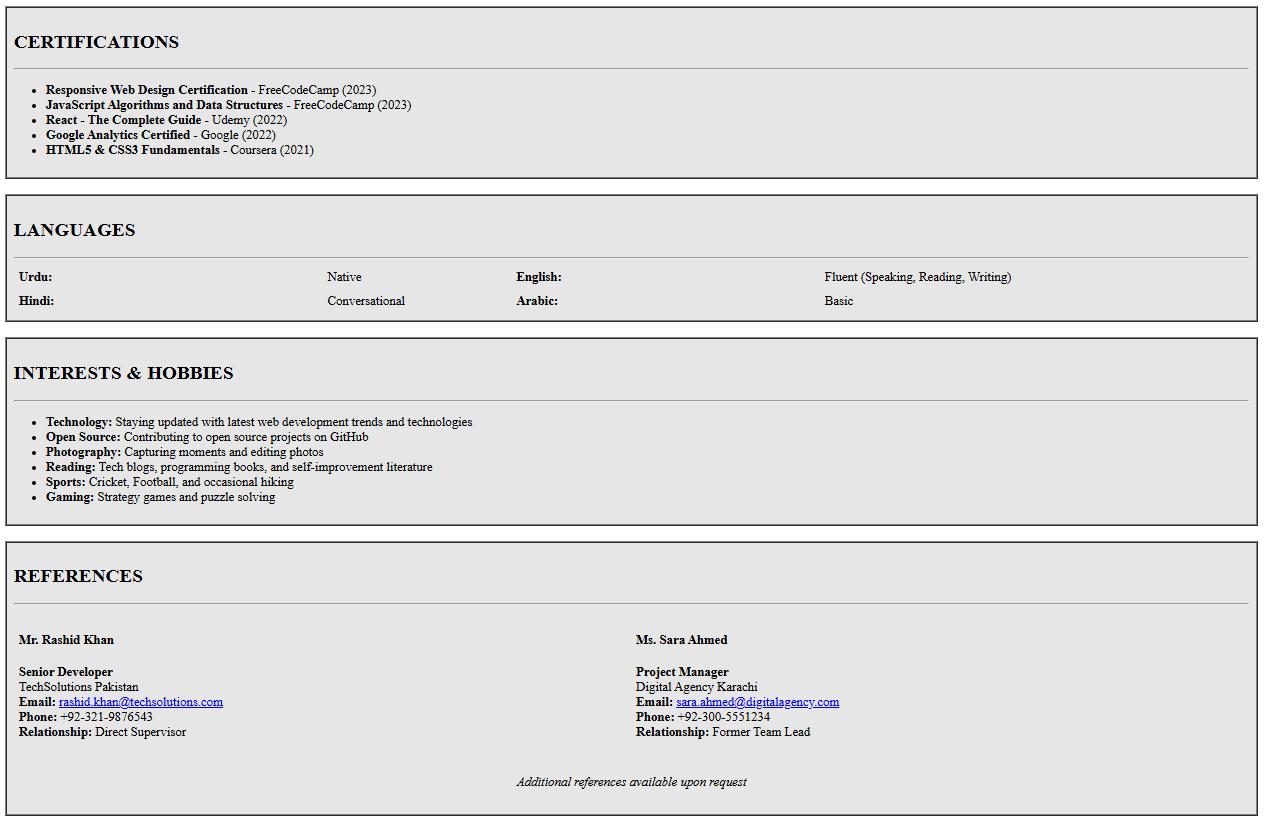 CERTIFICATIONS
Responsive Web Design Certification - FreeCodeCamp (2023)
JavaScript Algorithms and Data Structures - FreeCodeCamp (2023)
React - The Complete Guide - Udemy (2022)
Google Analytics Certified - Google (2022)
HTML5 & CSS3 Fundamentals - Coursera (2021)
LANGUAGES
Urdu: Native English: Fluent (Speaking, Reading, Writing)
Hindi: Conversational Arabic: Basic
INTERESTS & HOBBIES
Technology: Staying updated with latest web development trends and technologies
Open Source: Contributing to open source projects on GitHub
Photography: Capturing moments and editing photos
Reading: Tech blogs, programming books, and self-improvement literature
Sports: Cricket, Football, and occasional hiking
Gaming: Strategy games and puzzle solving
REFERENCES
Mr. Rashid Khan
Senior Developer
TechSolutions Pakistan
Email: rashid.khan@techsolutions.com
Phone: +92-321-9876543
Relationship: Direct Supervisor
Ms. Sara Ahmed
Project Manager
Digital Agency Karachi
Email: sara.ahmed@digitalagency.com
Phone: +92-300-5551234
Relationship: Former Team Lead
Additional references available upon request